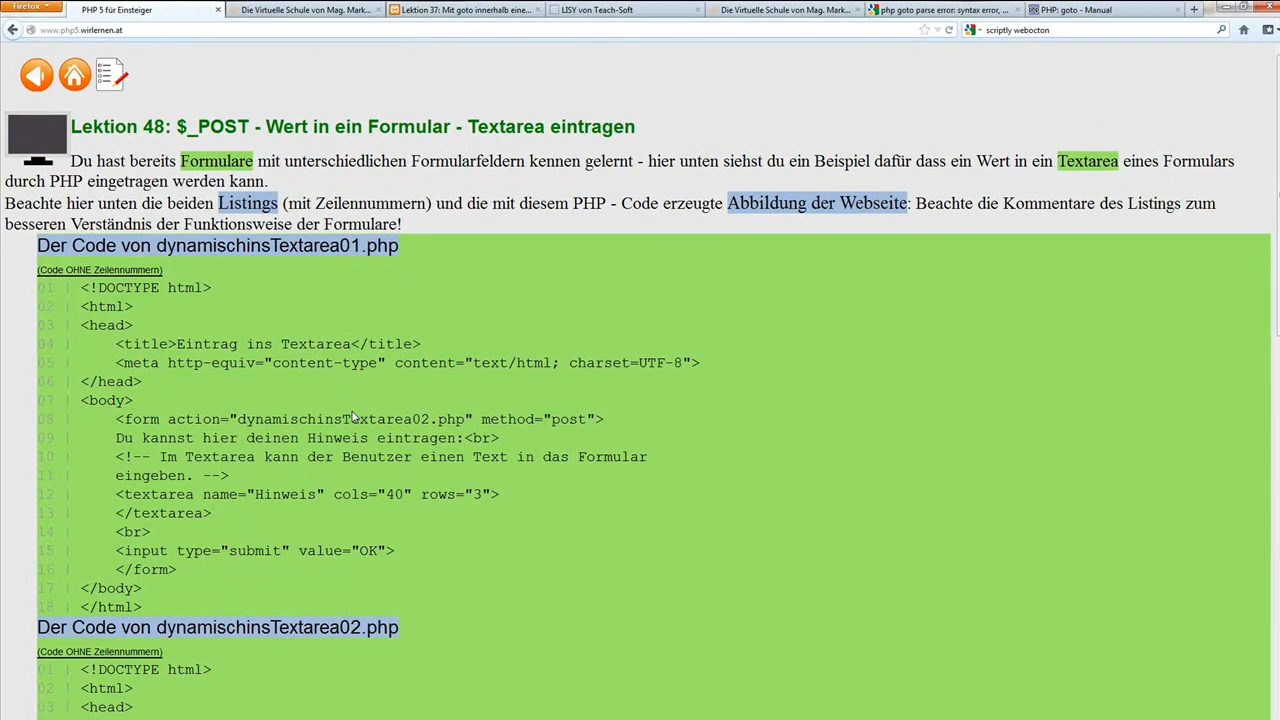 Firefox
PHP 5 für Einsteiger
Die Virtuelle Schule von Mag. Mark...
Lektion 37: Mit goto innerhalb eine...
LISY von Teach-Soft
Die Virtuelle Schule von Mag. Mark...
php goto parse error: syntax error, ...
PHP: goto - Manual
www.php5.wirlernen.at
scriptly webocton
Lektion 48: $_POST - Wert in ein Formular - Textarea eintragen
Du hast bereits Formulare mit unterschiedlichen Formularfeldern kennen gelernt - hier unten siehst du ein Beispiel dafür dass ein Wert in ein Textarea eines Formulars
durch PHP eingetragen werden kann.
Beachte hier unten die beiden Listings (mit Zeilennummern) und die mit diesem PHP - Code erzeugte Abbildung der Webseite: Beachte die Kommentare des Listings zum
besseren Verständnis der Funktionsweise der Formulare!
Der Code von dynamischinsTextarea01.php
(Code OHNE Zeilennummern)
01 | <!DOCTYPE html>
02 | <html>
03 | <head>
04 | <title>Eintrag ins Textarea</title>
05 | <meta http-equiv="content-type" content="text/html; charset=UTF-8">
06 | </head>
07 | <body>
08 | <form action="dynamischinsTextarea02.php" method="post">
09 | Du kannst hier deinen Hinweis eintragen:<br>
10 | <!-- Im Textarea kann der Benutzer einen Text in das Formular
11 | eingeben. -->
12 | <textarea name="Hinweis" cols="40" rows="3">
13 | </textarea>
14 | <br>
15 | <input type="submit" value="OK">
16 | </form>
17 | </body>
18 | </html>
Der Code von dynamischinsTextarea02.php
(Code OHNE Zeilennummern)
01 | <!DOCTYPE html>
02 | <html>
03 | <head>